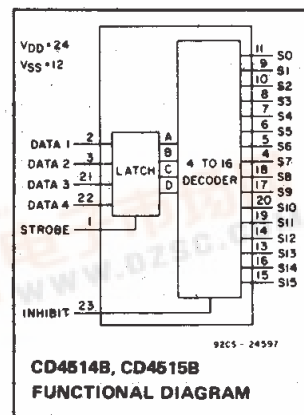 VDD = 24
VSS = 12
11 S0
9 S1
10 S2
8 S3
7 S4
6 S5
5 S6
4 S7
18 S8
17 S9
20 S10
19 S11
14 S12
13 S13
16 S14
15 S15
DATA 1 2
DATA 2 3
DATA 3 21
DATA 4 22
STROBE 1
INHIBIT 23
LATCH
A
B
C
D
4 TO 16
DECODER
WWW.DZSC.COM
92CS - 24597
CD4514B, CD4515B
FUNCTIONAL DIAGRAM